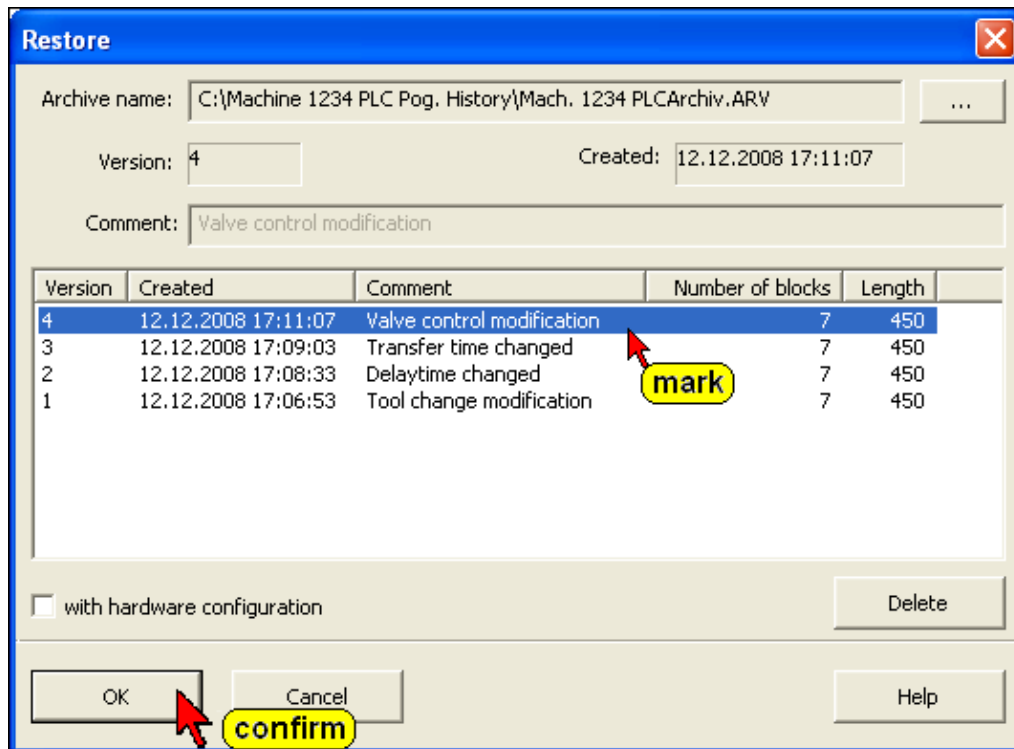 Restore
Archive name: C:\Machine 1234 PLC Pog. History\Mach. 1234 PLCArchiv.ARV ...
Version: 4 Created: 12.12.2008 17:11:07
Comment: Valve control modification
Version Created Comment Number of blocks Length
4 12.12.2008 17:11:07 Valve control modification 7 450
3 12.12.2008 17:09:03 Transfer time changed 7 450
2 12.12.2008 17:08:33 Delaytime changed 7 450
1 12.12.2008 17:06:53 Tool change modification 7 450
mark
with hardware configuration Delete
OK Cancel Help
confirm